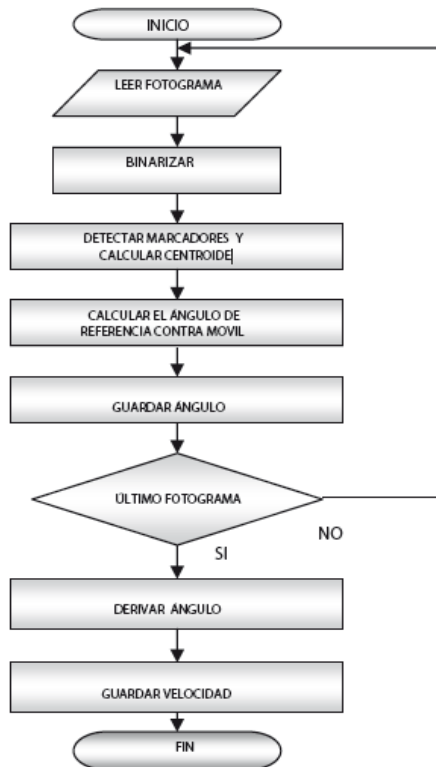 INICIO
LEER FOTOGRAMA
BINARIZAR
DETECTAR MARCADORES Y
CALCULAR CENTROIDE
CALCULAR EL ÁNGULO DE
REFERENCIA CONTRA MOVIL
GUARDAR ÁNGULO
ÚLTIMO FOTOGRAMA
NO
SI
DERIVAR ÁNGULO
GUARDAR VELOCIDAD
FIN